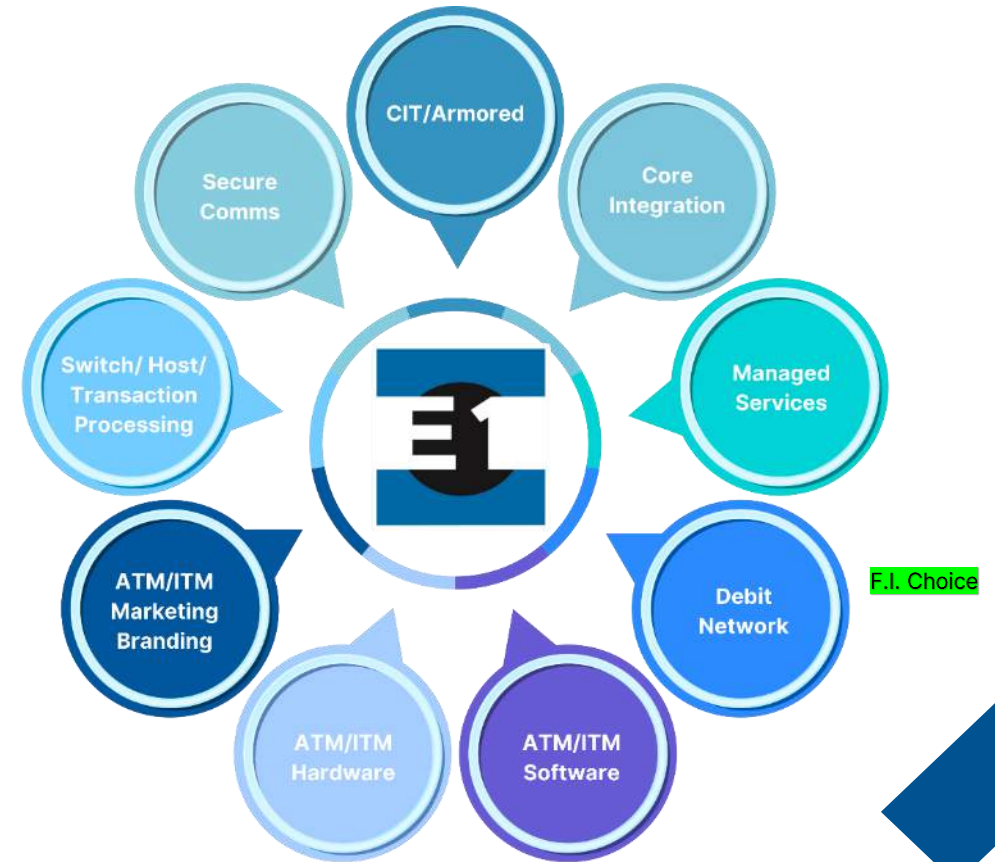 CIT/Armored
Core
Integration
Secure
Comms
Managed
Services
Switch/ Host/
Transaction
Processing
E1
ATM/ITM
Marketing
Branding
Debit
Network
F.I. Choice
ATM/ITM
Hardware
ATM/ITM
Software